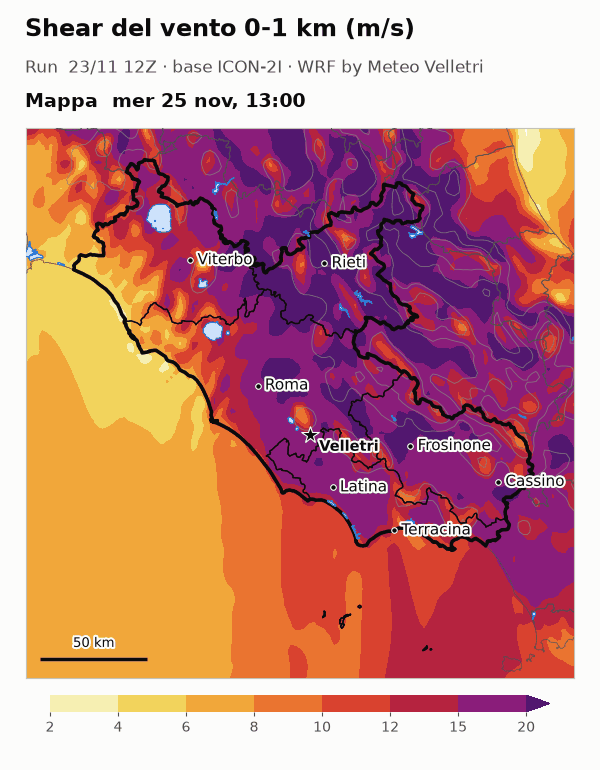 Shear del vento 0-1 km (m/s)
Run  23/11 12Z · base ICON-2I · WRF by Meteo Velletri
Mappa  mer 25 nov, 13:00
Viterbo
Rieti
Roma
Velletri
Frosinone
Latina
Cassino
Terracina
50 km
2 4 6 8 10 12 15 20